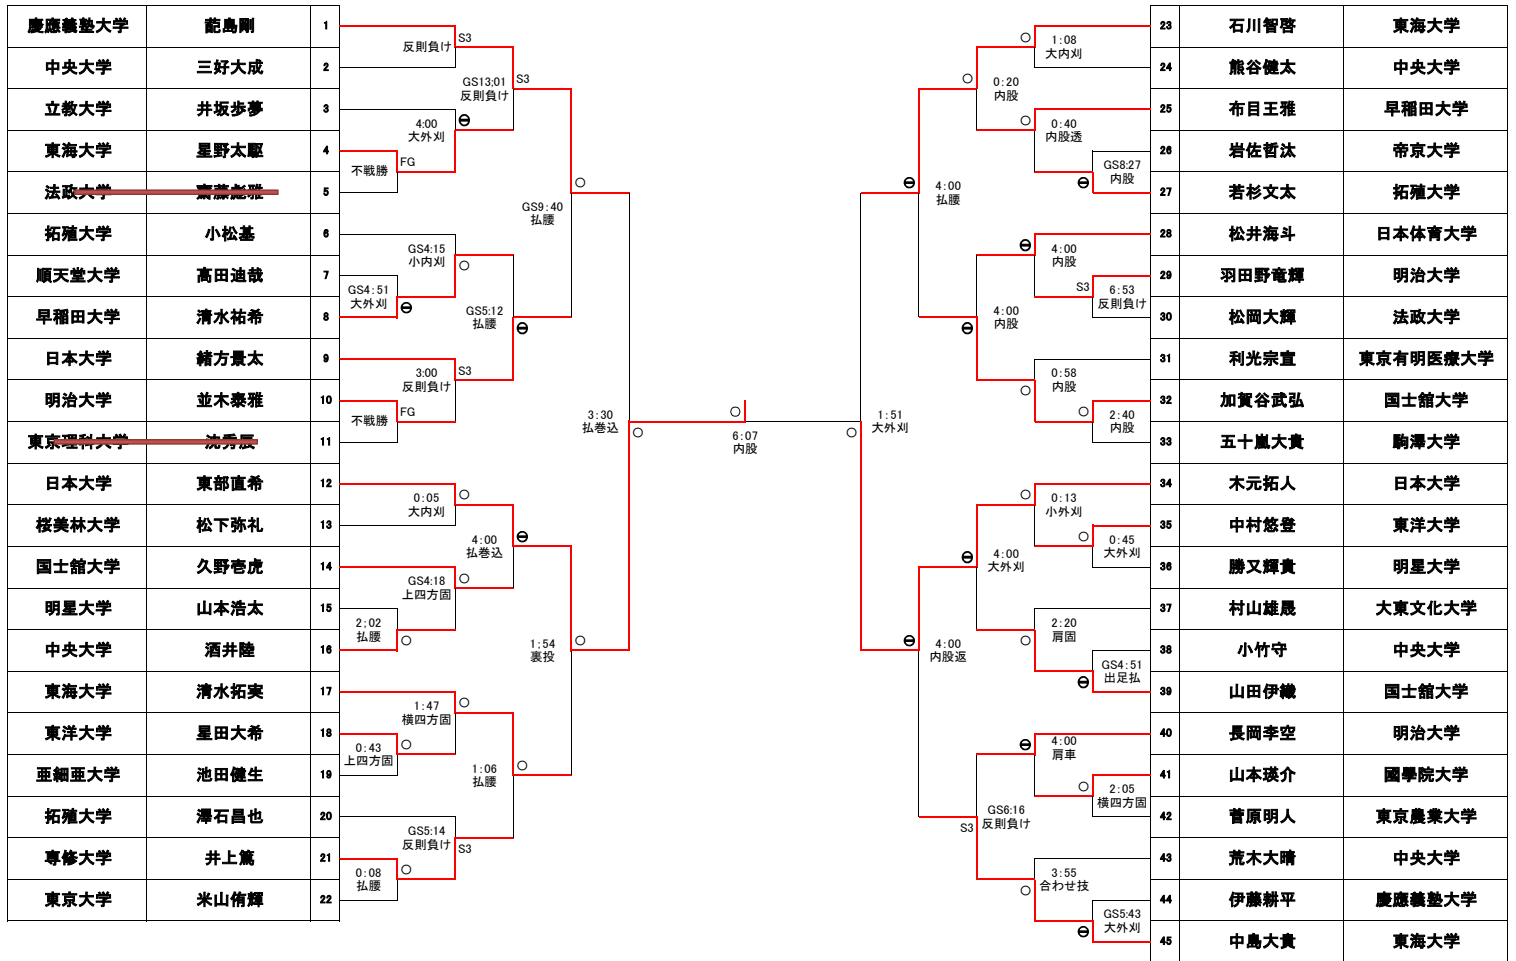 慶應義塾大学 蓜島剛 1
中央大学 三好大成 2
立教大学 井坂歩夢 3
東海大学 星野太駆 4
法政大学 齋藤彪雅 5
拓殖大学 小松基 6
順天堂大学 高田迪哉 7
早稲田大学 清水祐希 8
日本大学 緒方景太 9
明治大学 並木泰雅 10
東京理科大学 沈秀辰 11
日本大学 東部直希 12
桜美林大学 松下弥礼 13
国士舘大学 久野壱虎 14
明星大学 山本浩太 15
中央大学 酒井陸 16
東海大学 清水拓実 17
東洋大学 星田大希 18
亜細亜大学 池田健生 19
拓殖大学 澤石昌也 20
専修大学 井上篤 21
東京大学 米山侑輝 22
S3
反則負け
GS13;01
反則負け
S3
4:00
大外刈
FG
不戦勝
GS9:40
払腰
○
GS4:15
小内刈
○
GS4:51
大外刈
GS5:12
払腰
3:00
反則負け
S3
FG
不戦勝
3:30
払巻込
○
0:05
大内刈
○
4:00
払巻込
GS4:18
上四方固
○
2;02
払腰
○
1;54
裏投
○
1:47
横四方固
○
0:43
上四方固
○
1:06
払腰
○
GS5:14
反則負け
S3
0:08
払腰
○
○
6:07
内股
○
1:51
大外刈
○
1:08
大内刈
○
0:20
内股
○
0:40
内股透
GS8:27
内股
4:00
払腰
4:00
内股
S3
6:53
反則負け
4:00
内股
0:58
内股
○
○
2:40
内股
○
0:13
小外刈
○
0:45
大外刈
4:00
大外刈
2:20
肩固
○
GS4:51
出足払
4:00
内股返
4:00
肩車
○
2:05
横四方固
GS6:16
反則負け
S3
3:55
合わせ技
○
GS5:43
大外刈
23 石川智啓 東海大学
24 熊谷健太 中央大学
25 布目王雅 早稲田大学
26 岩佐哲汰 帝京大学
27 若杉文太 拓殖大学
28 松井海斗 日本体育大学
29 羽田野竜輝 明治大学
30 松岡大輝 法政大学
31 利光宗宣 東京有明医療大学
32 加賀谷武弘 国士舘大学
33 五十嵐大貴 駒澤大学
34 木元拓人 日本大学
35 中村悠登 東洋大学
36 勝又輝貴 明星大学
37 村山雄晟 大東文化大学
38 小竹守 中央大学
39 山田伊織 国士舘大学
40 長岡李空 明治大学
41 山本瑛介 國學院大学
42 菅原明人 東京農業大学
43 荒木大晴 中央大学
44 伊藤耕平 慶應義塾大学
45 中島大貴 東海大学